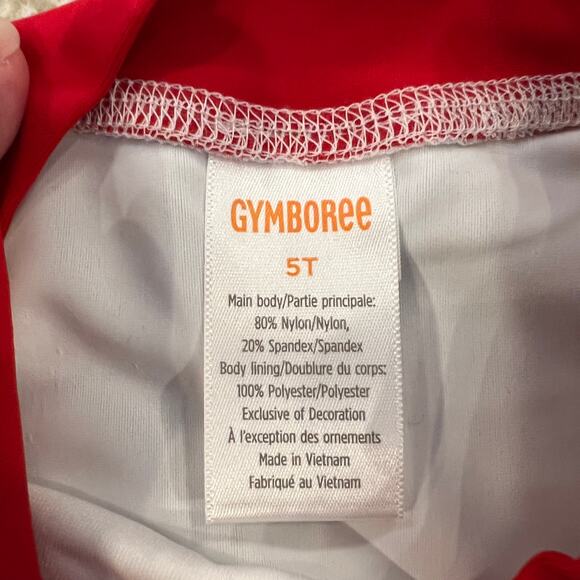 GYMBOREE
5T
Main body/Partie principale:
80% Nylon/Nylon,
20% Spandex/Spandex
Body lining/Doublure du corps:
100% Polyester/Polyester
Exclusive of Decoration
À l'exception des ornements
Made in Vietnam
Fabriqué au Vietnam